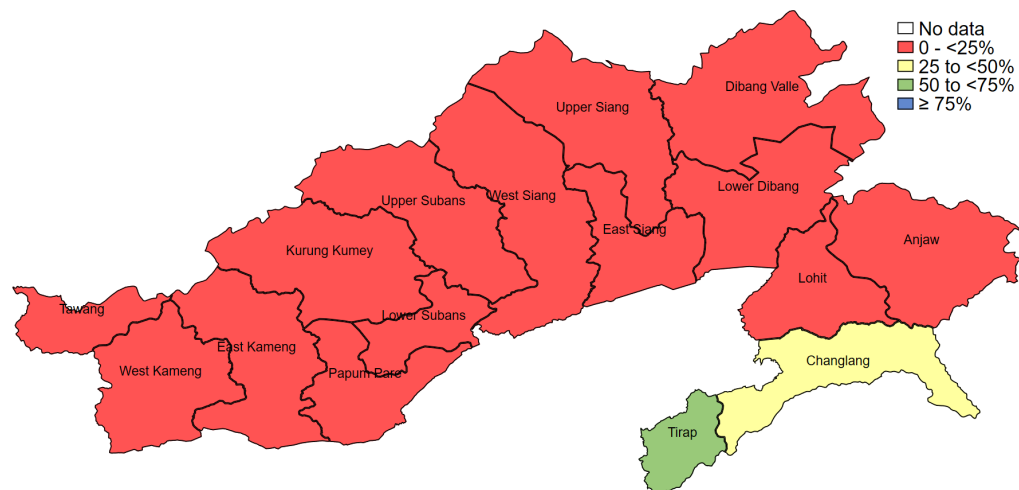 No data
0 - <25%
25 to <50%
50 to <75%
≥ 75%
Dibang Valle
Upper Siang
Lower Dibang
West Siang
Upper Subans
East Siang
Anjaw
Kurung Kumey
Lohit
Tawang
Lower Subans
East Kameng
Changlang
West Kameng
Papum Pare
Tirap